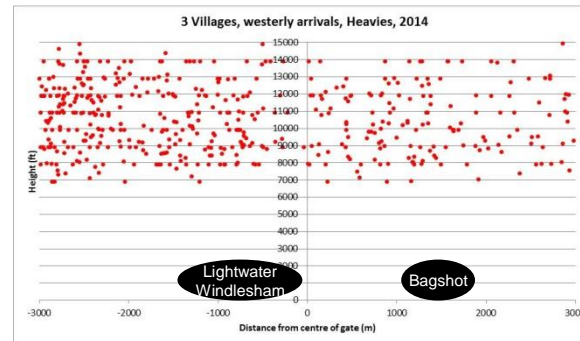 3 Villages, westerly arrivals, Heavies, 2014
15000
14000
13000
12000
11000
10000
9000
8000
7000
6000
5000
4000
3000
2000
1000
0
Height (ft)
Lightwater
Windlesham
Bagshot
-3000 -2000 -1000 0 1000 2000 3000
Distance from centre of gate (m)